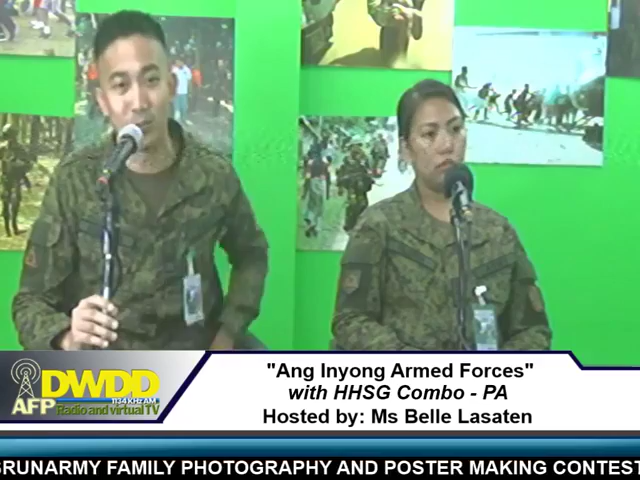 "Ang Inyong Armed Forces"
with HHSG Combo - PA
Hosted by: Ms Belle Lasaten
DWDD
1134 KHz AM
AFP Radio and virtual TV
BRUNARMY FAMILY PHOTOGRAPHY AND POSTER MAKING CONTEST